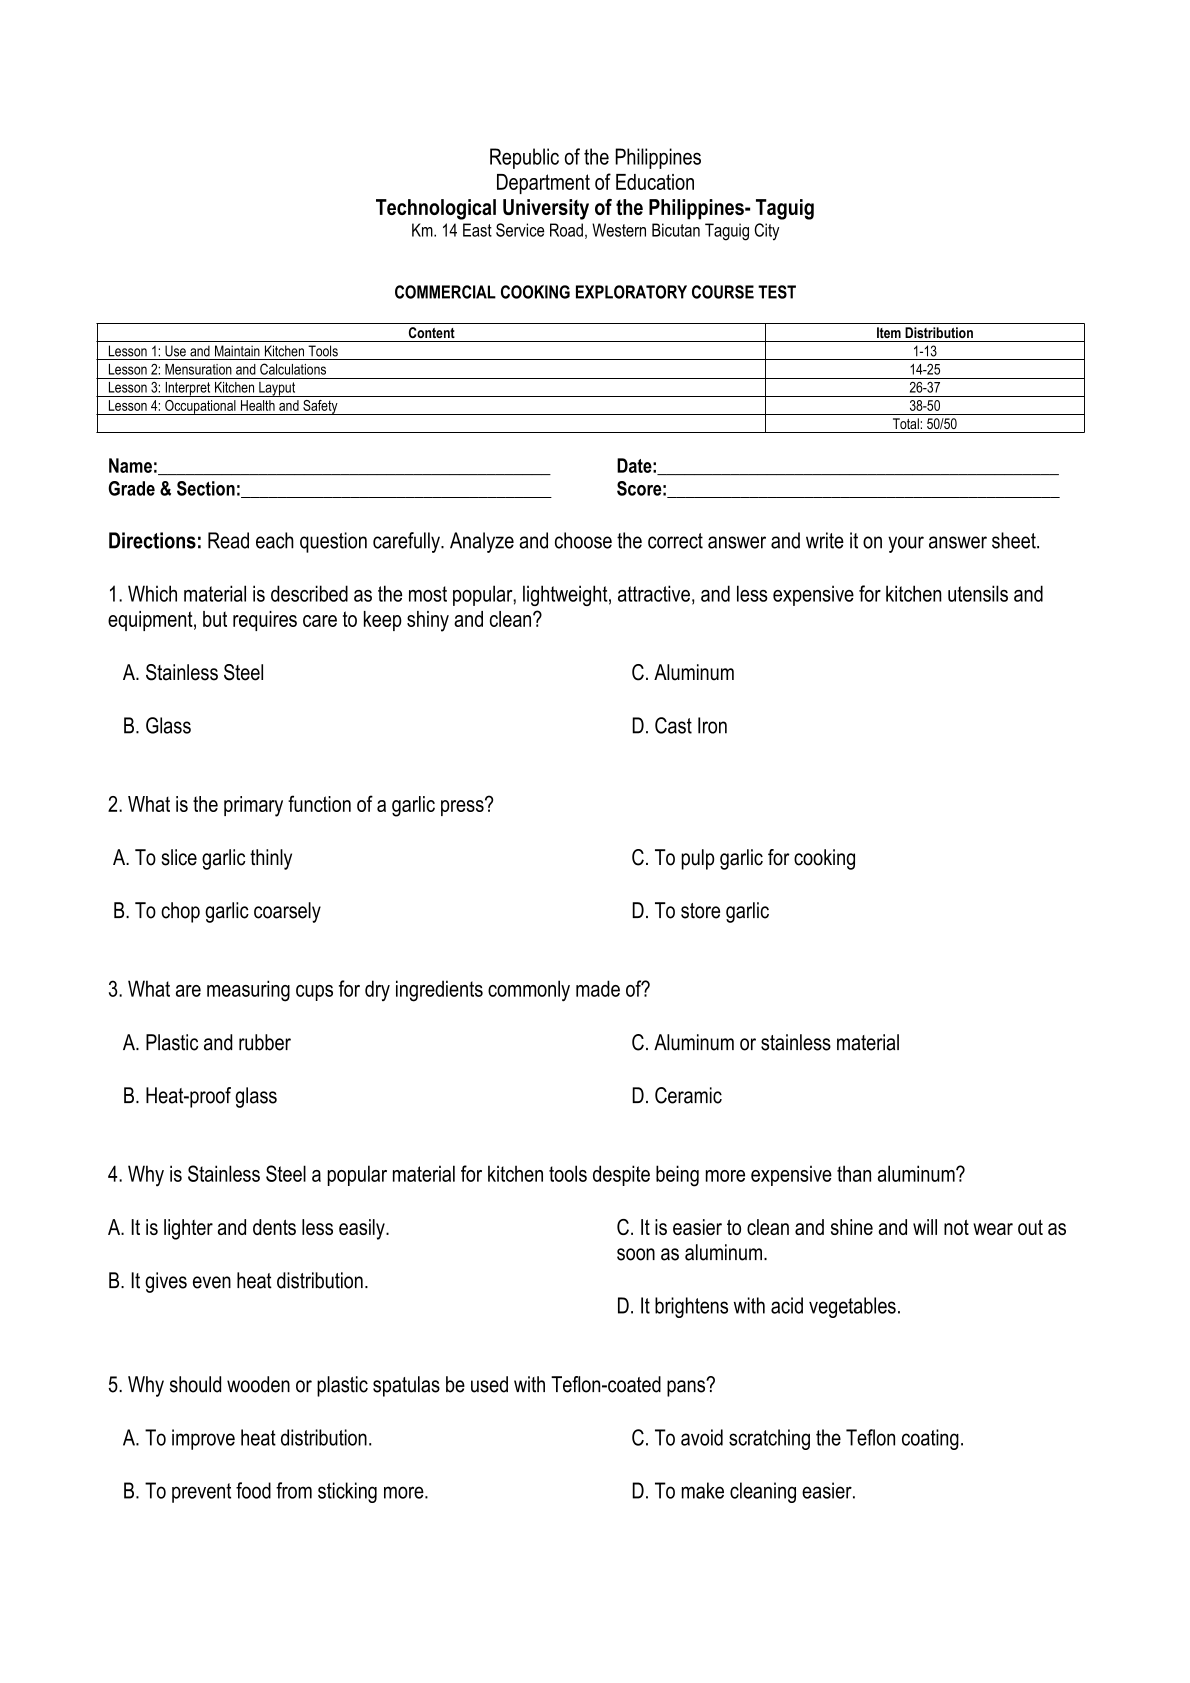 Republic of the Philippines
Department of Education
Technological University of the Philippines- Taguig
Km. 14 East Service Road, Western Bicutan Taguig City
COMMERCIAL COOKING EXPLORATORY COURSE TEST
Content Item Distribution
Lesson 1: Use and Maintain Kitchen Tools 1-13
Lesson 2: Mensuration and Calculations 14-25
Lesson 3: Interpret Kitchen Layput 26-37
Lesson 4: Occupational Health and Safety 38-50
Total: 50/50
Name:______________________________________ Date:_______________________________________
Grade & Section:______________________________ Score:______________________________________
Directions: Read each question carefully. Analyze and choose the correct answer and write it on your answer sheet.
1. Which material is described as the most popular, lightweight, attractive, and less expensive for kitchen utensils and
equipment, but requires care to keep shiny and clean?
A. Stainless Steel
B. Glass
C. Aluminum
D. Cast Iron
2. What is the primary function of a garlic press?
A. To slice garlic thinly
B. To chop garlic coarsely
C. To pulp garlic for cooking
D. To store garlic
3. What are measuring cups for dry ingredients commonly made of?
A. Plastic and rubber
B. Heat-proof glass
C. Aluminum or stainless material
D. Ceramic
4. Why is Stainless Steel a popular material for kitchen tools despite being more expensive than aluminum?
A. It is lighter and dents less easily.
B. It gives even heat distribution.
C. It is easier to clean and shine and will not wear out as
soon as aluminum.
D. It brightens with acid vegetables.
5. Why should wooden or plastic spatulas be used with Teflon-coated pans?
A. To improve heat distribution.
B. To prevent food from sticking more.
C. To avoid scratching the Teflon coating.
D. To make cleaning easier.